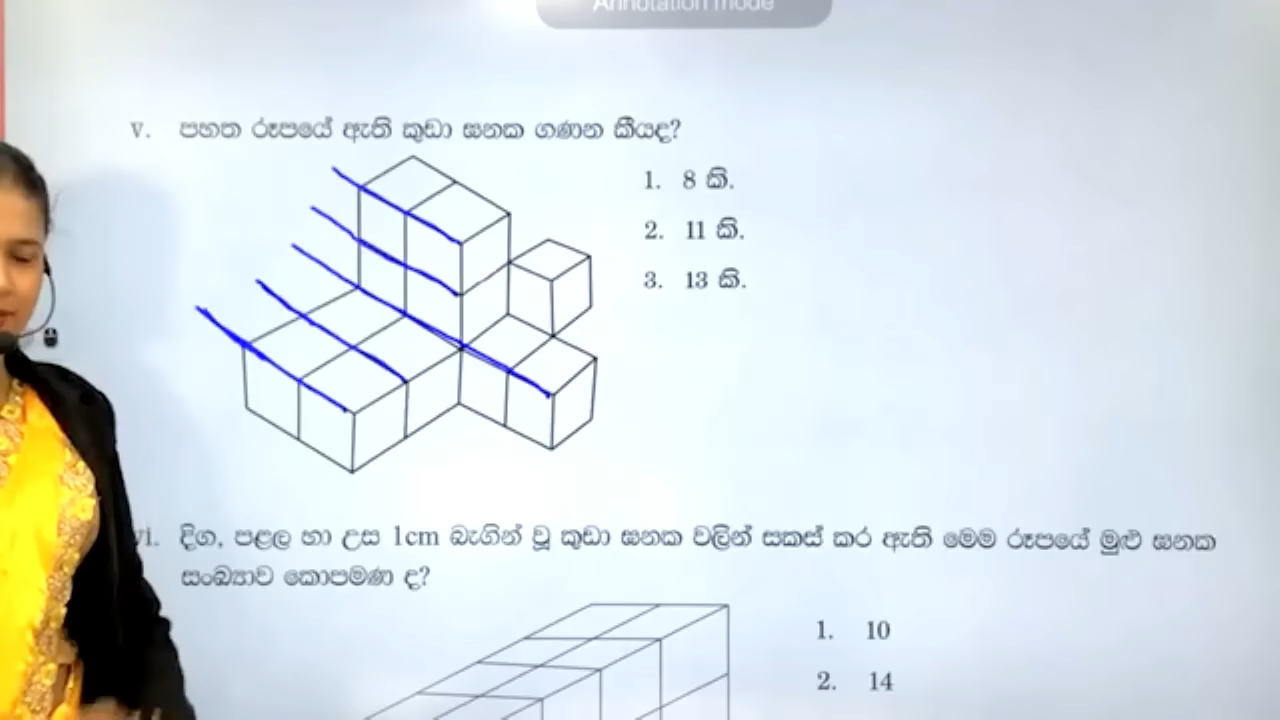 Annotation mode
v. පහත රූපයේ ඇති කුඩා ඝනක ගණන කීයද?
1. 8 කි.
2. 11 කි.
3. 13 කි.
vi. දිග, පළල හා උස 1cm බැගින් වූ කුඩා ඝනක වලින් සකස් කර ඇති මෙම රූපයේ මුළු ඝනක
සංඛ්‍යාව කොපමණ ද?
1. 10
2. 14